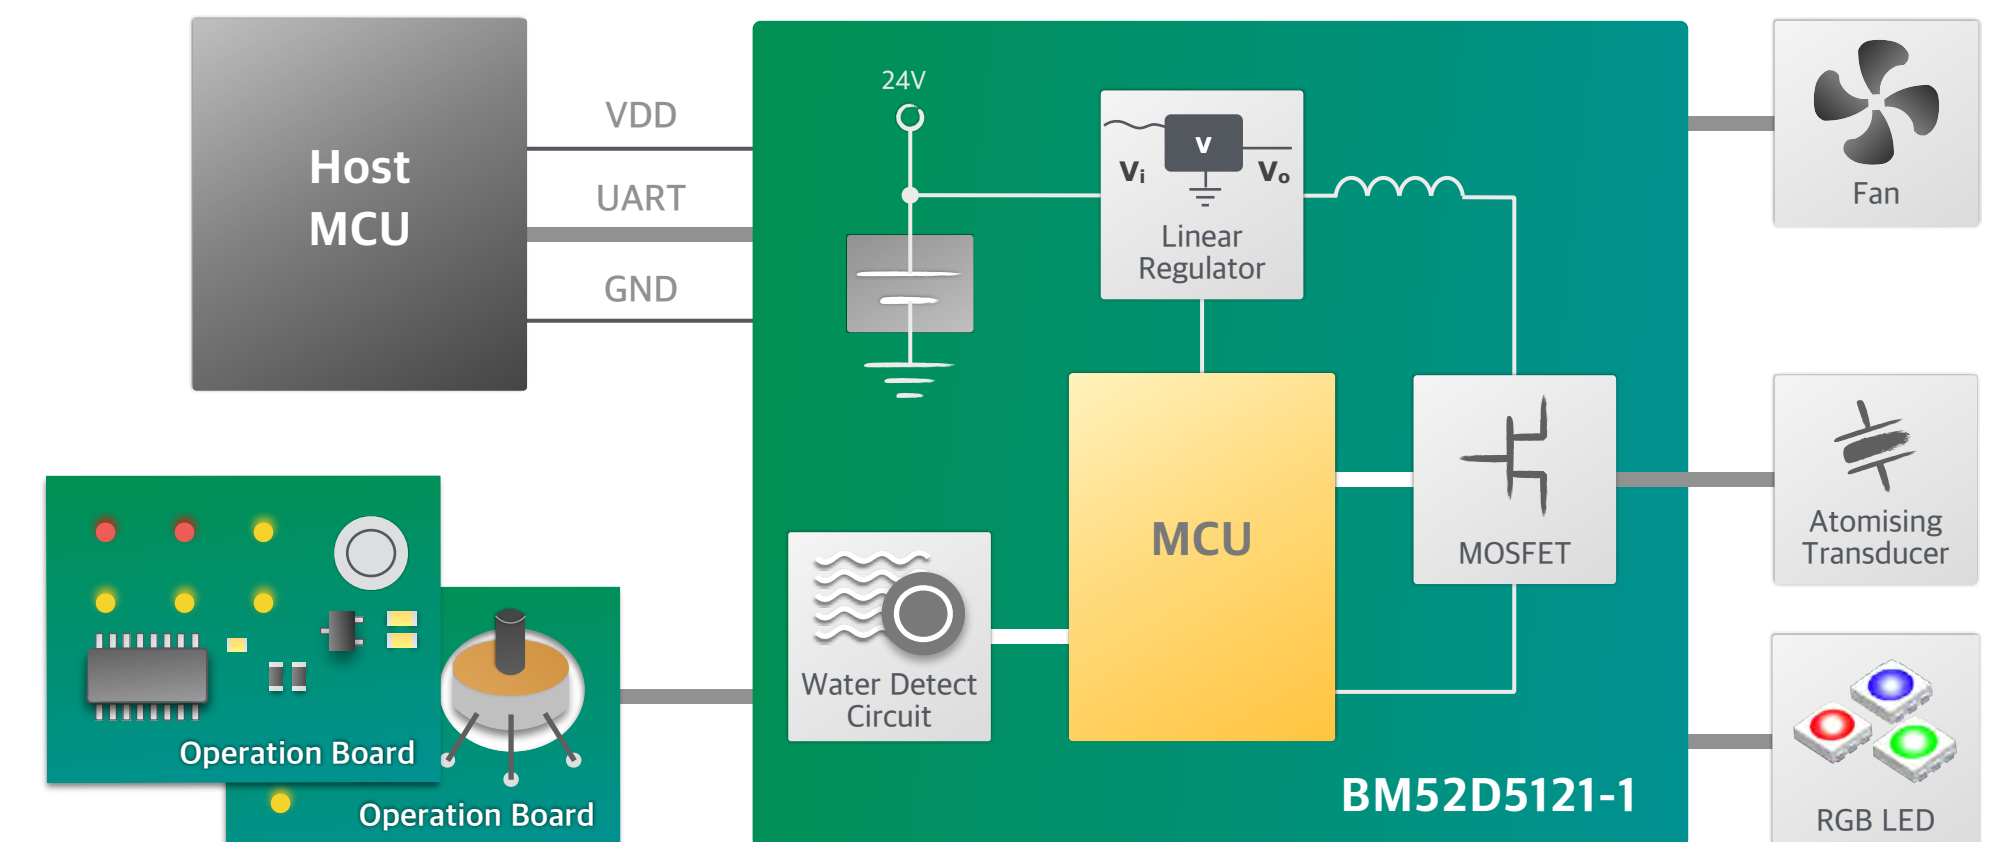 Host
MCU
VDD
UART
GND
24V
V
Vi
Vo
Linear
Regulator
Fan
MCU
MOSFET
Atomising
Transducer
Water Detect
Circuit
Operation Board
Operation Board
BM52D5121-1
RGB LED